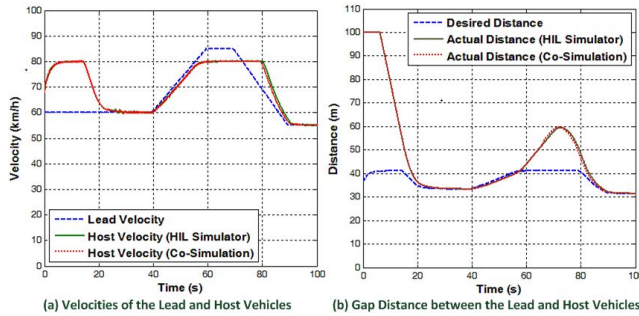 100
90
80
70
60
50
40
30
20
10
0
0 20 40 60 80 100
Velocity (km/h)
Time (s)
Lead Velocity
Host Velocity (HIL Simulator)
Host Velocity (Co-Simulation)
(a) Velocities of the Lead and Host Vehicles
110
100
90
80
70
60
50
40
30
20
10
0
0 20 40 60 80 100
Distance (m)
Time (s)
Desired Distance
Actual Distance (HIL Simulator)
Actual Distance (Co-Simulation)
(b) Gap Distance between the Lead and Host Vehicles